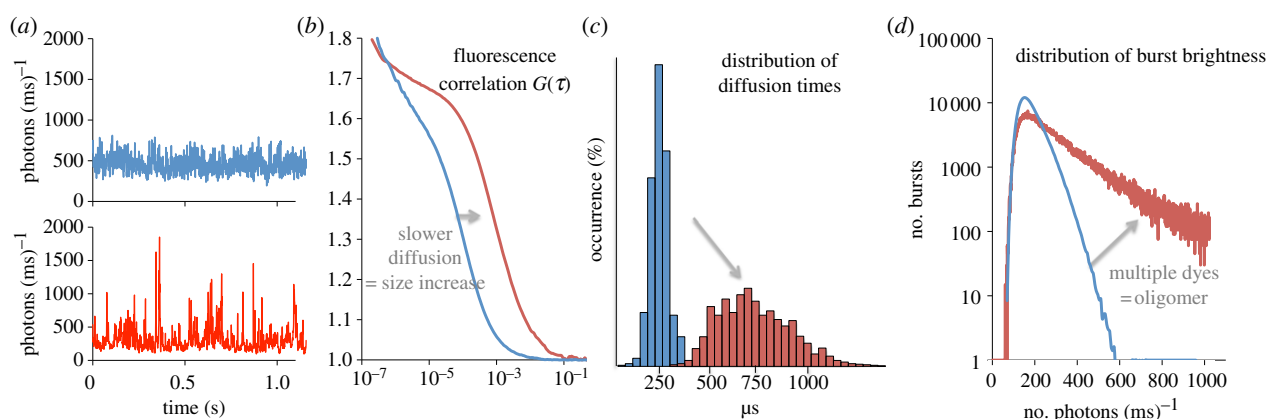 (a)
2000
1500
1000
500
0
photons (ms)⁻¹
2000
1500
1000
500
0
photons (ms)⁻¹
0
0.5
1.0
time (s)
(b)
1.8
1.7
1.6
1.5
1.4
1.3
1.2
1.1
1.0
fluorescence
correlation G(τ)
slower
diffusion
= size increase
10⁻⁷
10⁻⁵
10⁻³
10⁻¹
(c)
distribution of
diffusion times
occurrence (%)
250
500
750
1000
μs
(d)
100 000
10 000
1000
100
10
1
no. bursts
distribution of burst brightness
multiple dyes
= oligomer
0
200
400
600
800
1000
no. photons (ms)⁻¹